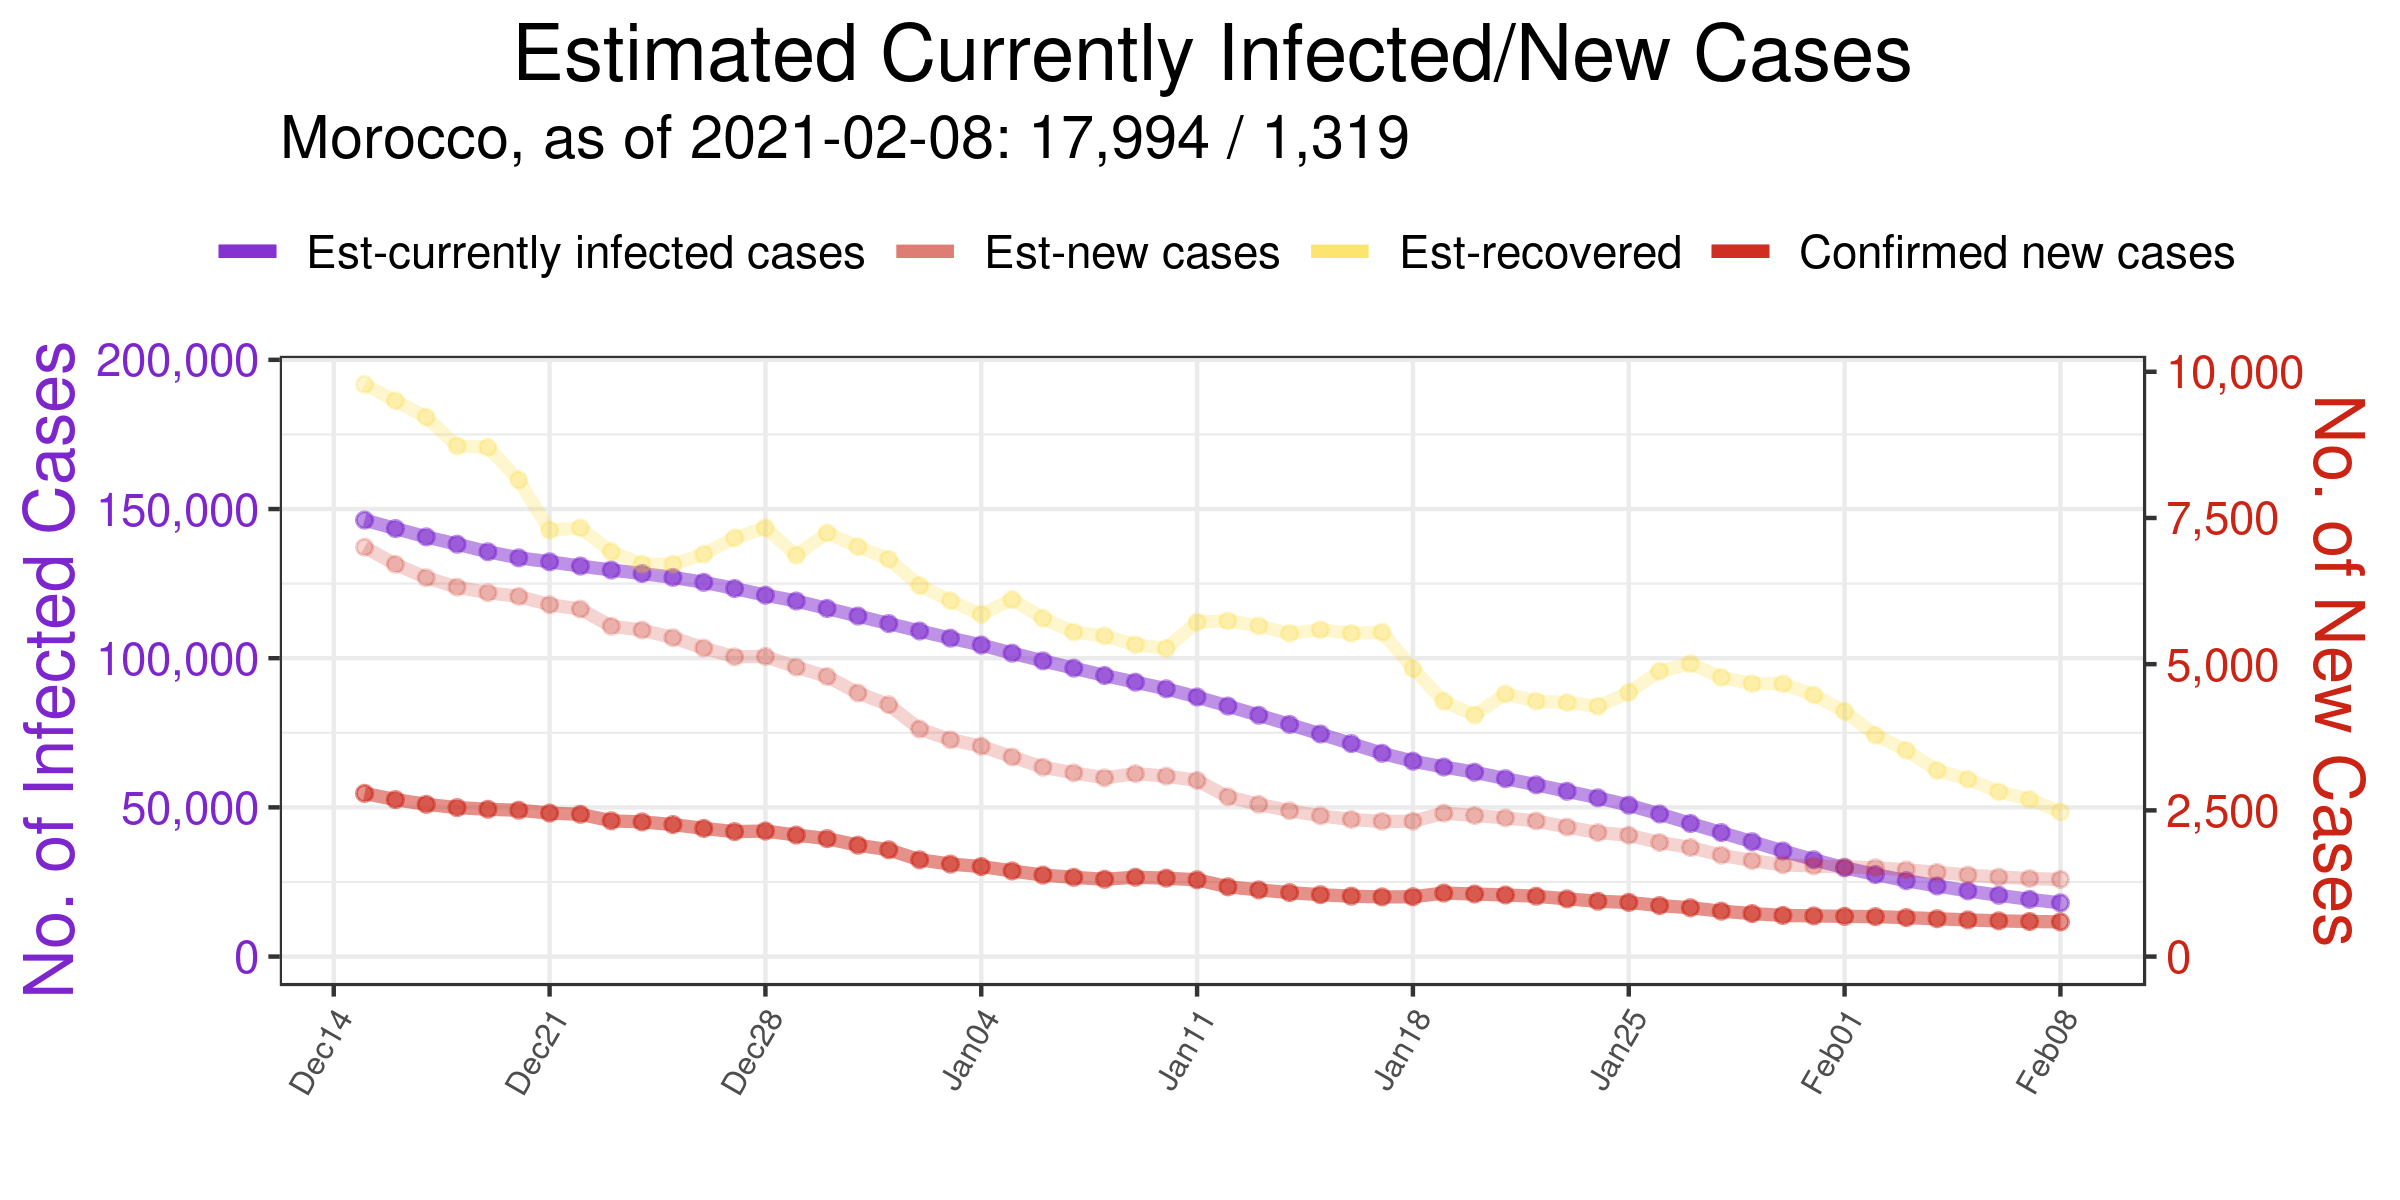 Estimated Currently Infected/New Cases
Morocco, as of 2021-02-08: 17,994 / 1,319
Est-currently infected cases Est-new cases Est-recovered Confirmed new cases
No. of Infected Cases
200,000
150,000
100,000
50,000
0
10,000
7,500
5,000
2,500
0
No. of New Cases
Dec14 Dec21 Dec28 Jan04 Jan11 Jan18 Jan25 Feb01 Feb08